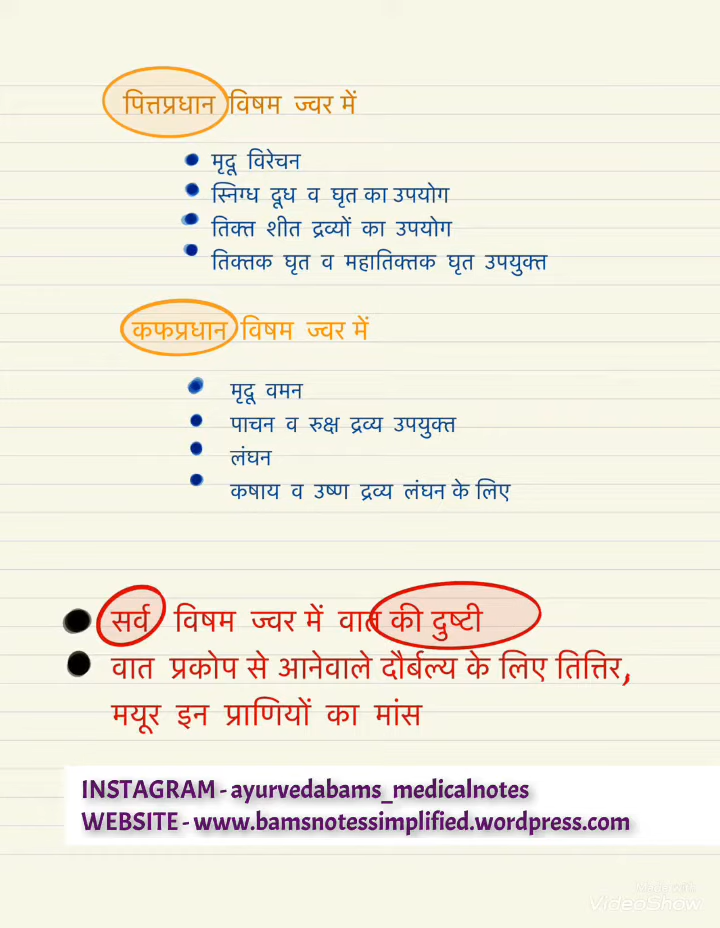 पित्तप्रधान विषम ज्वर में
मृदू विरेचन
स्निग्ध दूध व घृत का उपयोग
तिक्त शीत द्रव्यों का उपयोग
तिक्तक घृत व महातिक्तक घृत उपयुक्त
कफप्रधान विषम ज्वर में
मृदू वमन
पाचन व रुक्ष द्रव्य उपयुक्त
लंघन
कषाय व उष्ण द्रव्य लंघन के लिए
सर्व विषम ज्वर में वात की दुष्टी
वात प्रकोप से आनेवाले दौर्बल्य के लिए तित्तिर,
मयूर इन प्राणियों का मांस
INSTAGRAM - ayurvedabams_medicalnotes
WEBSITE - www.bamsnotessimplified.wordpress.com
Made with
VideoShow